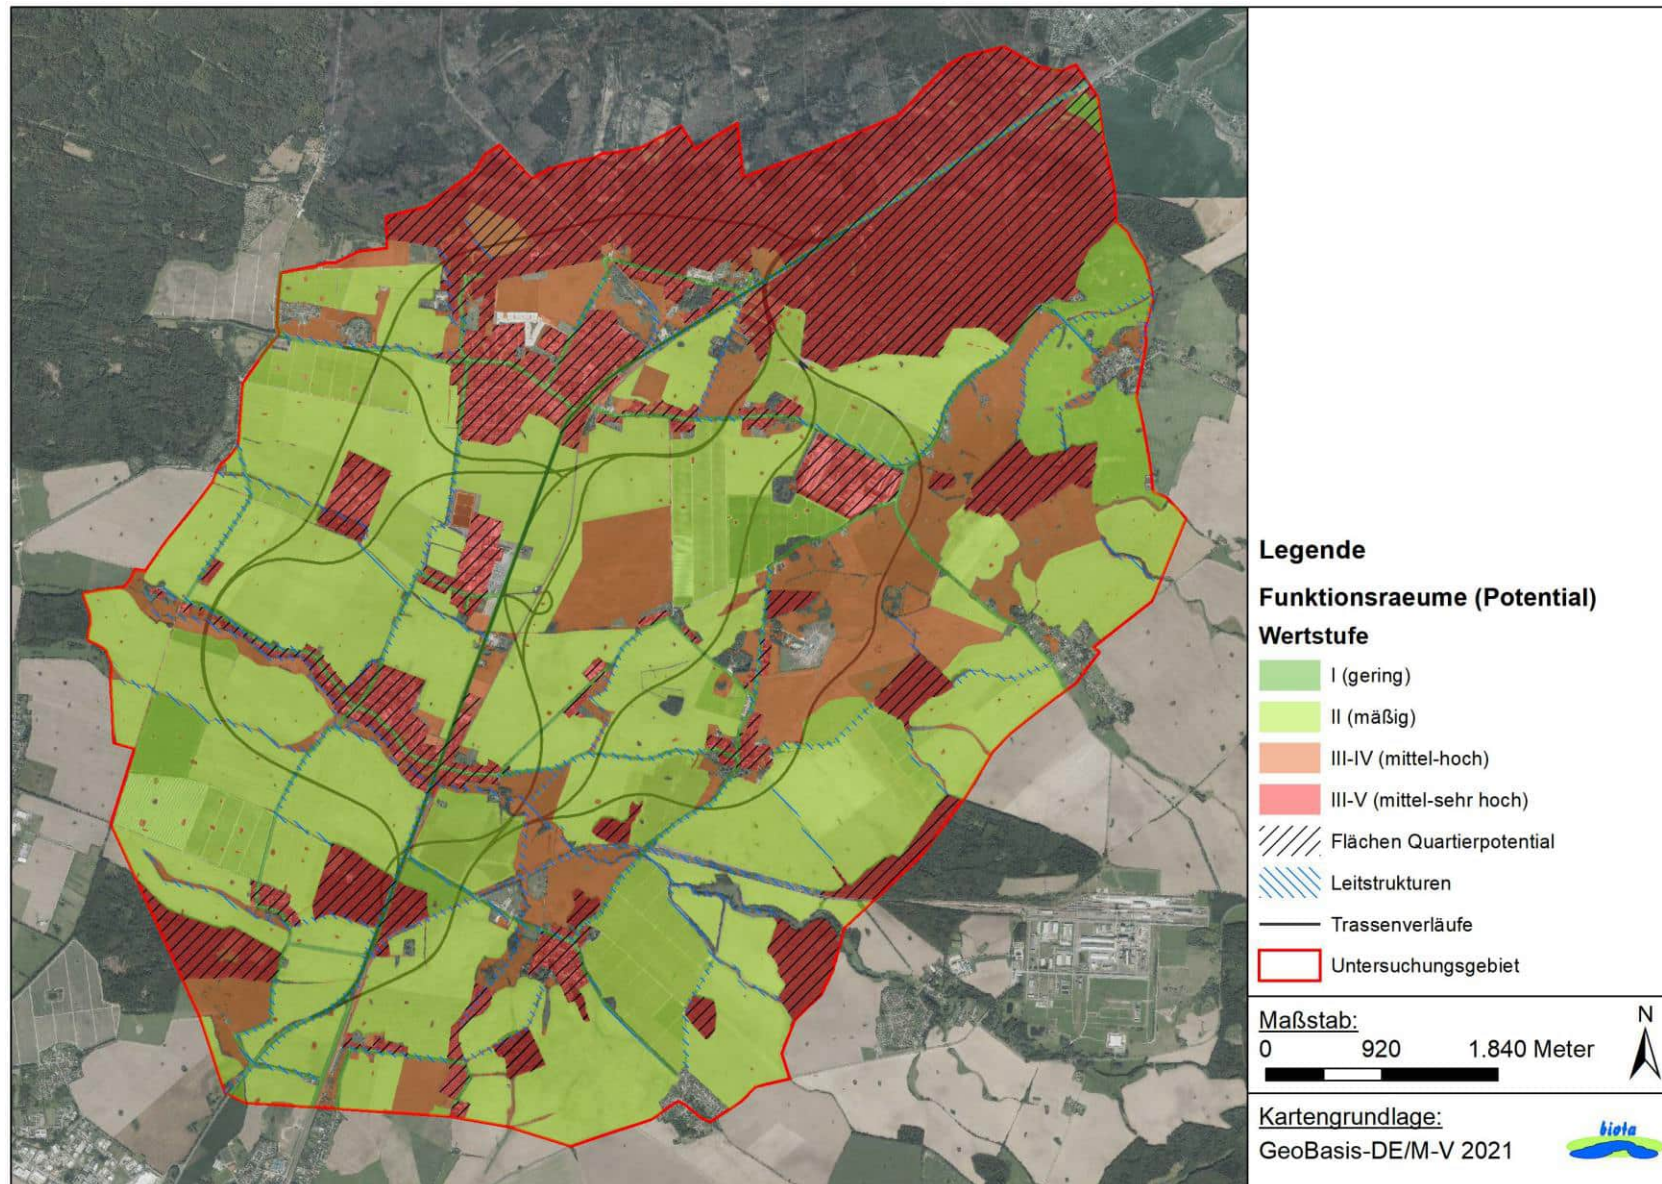 Legende
Funktionsraeume (Potential)
Wertstufe
I (gering)
II (mäßig)
III-IV (mittel-hoch)
III-V (mittel-sehr hoch)
Flächen Quartierpotential
Leitstrukturen
Trassenverläufe
Untersuchungsgebiet
Maßstab:
0 920 1.840 Meter
N
Kartengrundlage:
GeoBasis-DE/M-V 2021
biota